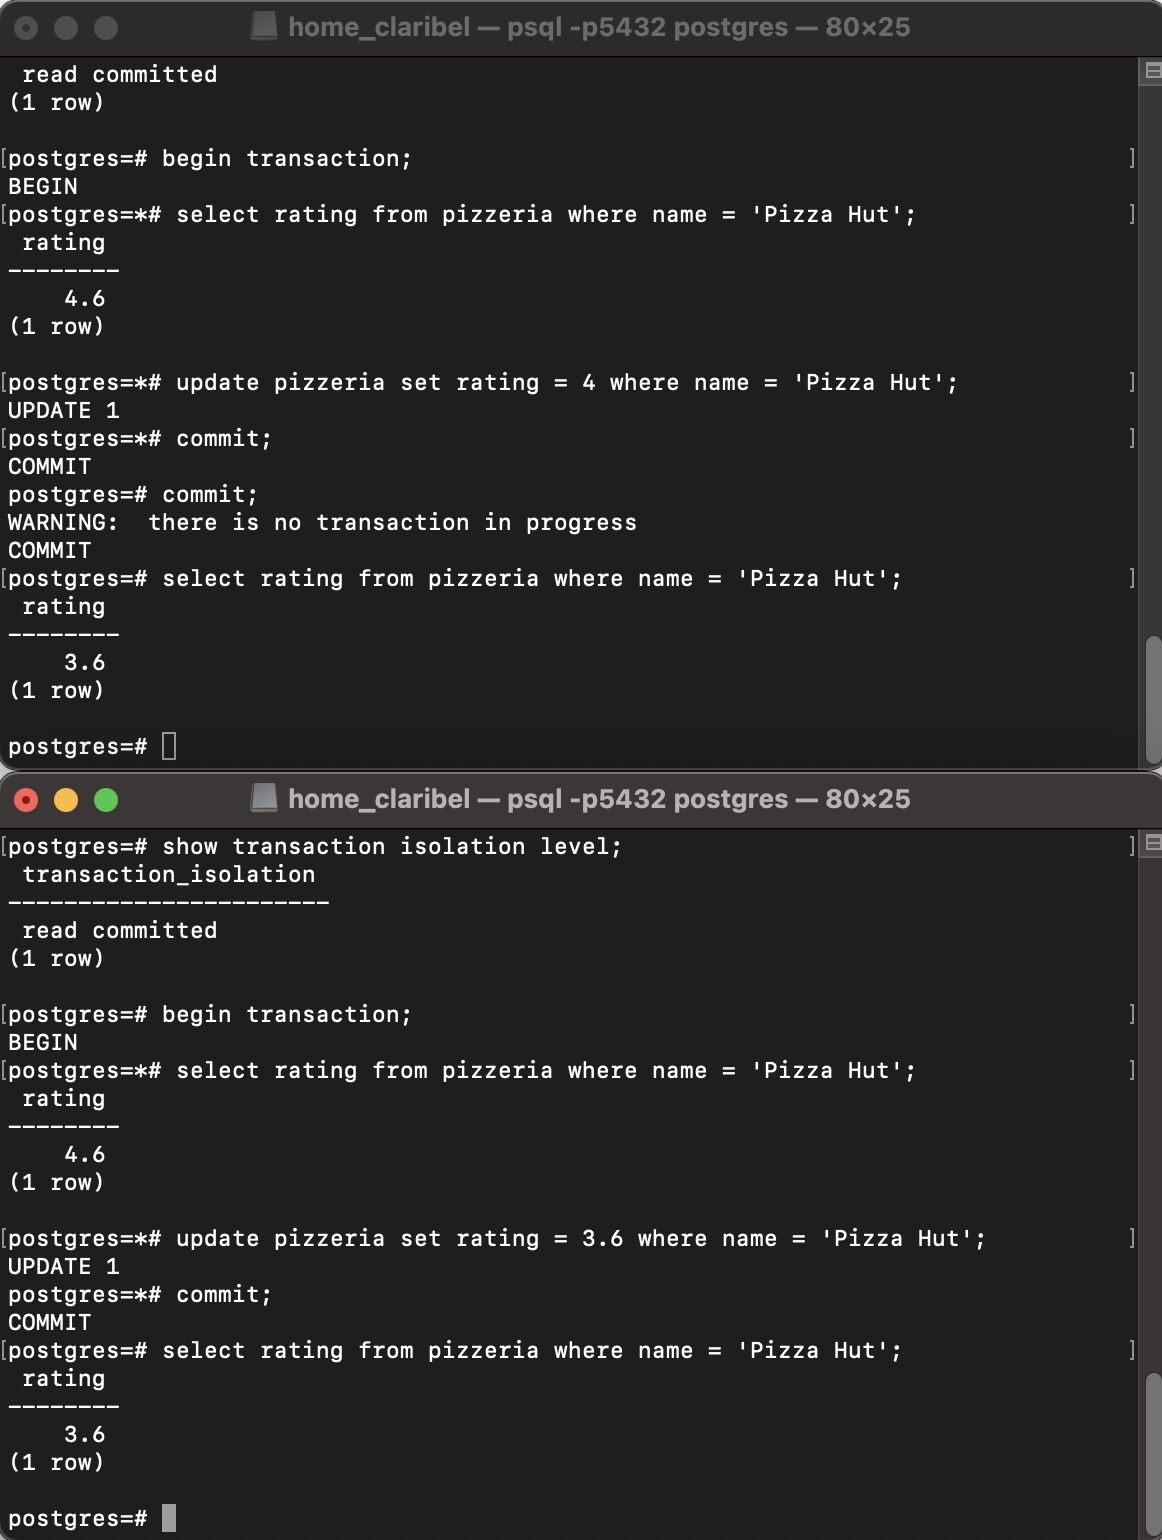 home_claribel — psql -p5432 postgres — 80×25
 read committed
(1 row)

[postgres=# begin transaction; ]
BEGIN
[postgres=*# select rating from pizzeria where name = 'Pizza Hut'; ]
 rating
--------
    4.6
(1 row)

[postgres=*# update pizzeria set rating = 4 where name = 'Pizza Hut'; ]
UPDATE 1
[postgres=*# commit; ]
COMMIT
postgres=# commit;
WARNING:  there is no transaction in progress
COMMIT
[postgres=# select rating from pizzeria where name = 'Pizza Hut'; ]
 rating
--------
    3.6
(1 row)

postgres=#
home_claribel — psql -p5432 postgres — 80×25
[postgres=# show transaction isolation level; ]
 transaction_isolation
-----------------------
 read committed
(1 row)

[postgres=# begin transaction; ]
BEGIN
[postgres=*# select rating from pizzeria where name = 'Pizza Hut'; ]
 rating
--------
    4.6
(1 row)

[postgres=*# update pizzeria set rating = 3.6 where name = 'Pizza Hut'; ]
UPDATE 1
postgres=*# commit;
COMMIT
[postgres=# select rating from pizzeria where name = 'Pizza Hut'; ]
 rating
--------
    3.6
(1 row)

postgres=#